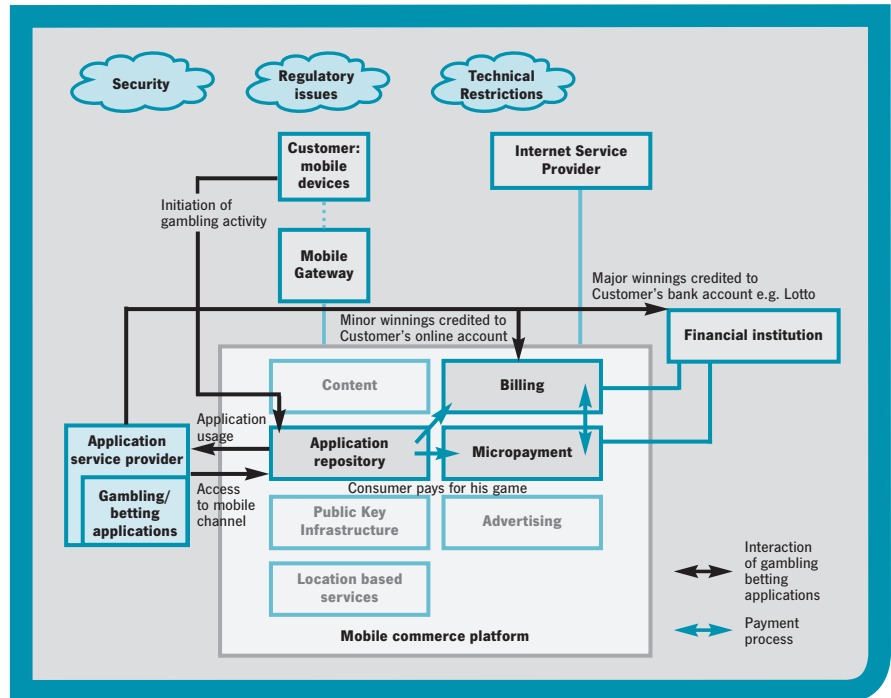 Security
Regulatory
issues
Technical
Restrictions
Customer:
mobile
devices
Internet Service
Provider
Initiation of
gambling activity
Mobile
Gateway
Major winnings credited to
Customer's bank account e.g. Lotto
Minor winnings credited to
Customer's online account
Financial institution
Content
Billing
Application
usage
Application
service provider
Application
repository
Micropayment
Gambling/
betting
applications
Access
to mobile
channel
Consumer pays for his game
Public Key
Infrastructure
Advertising
Location based
services
Mobile commerce platform
Interaction
of gambling
betting
applications
Payment
process